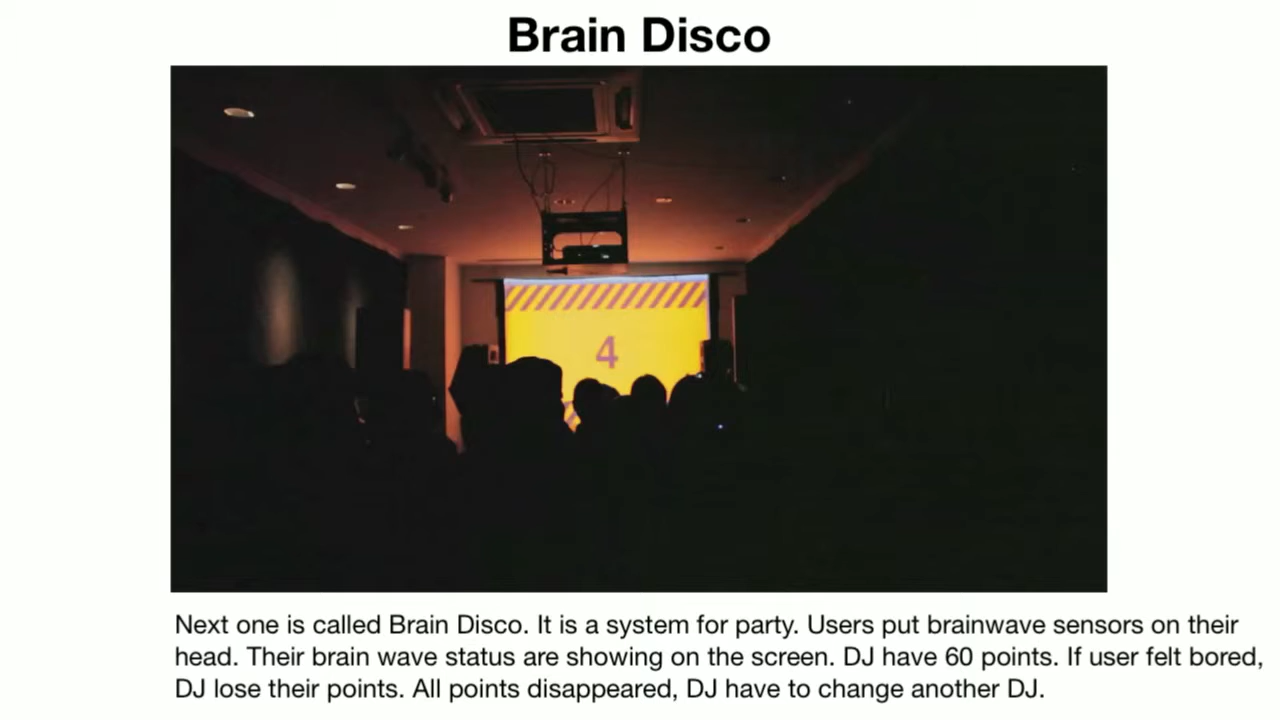 Brain Disco
4
Next one is called Brain Disco. It is a system for party. Users put brainwave sensors on their
head. Their brain wave status are showing on the screen. DJ have 60 points. If user felt bored,
DJ lose their points. All points disappeared, DJ have to change another DJ.